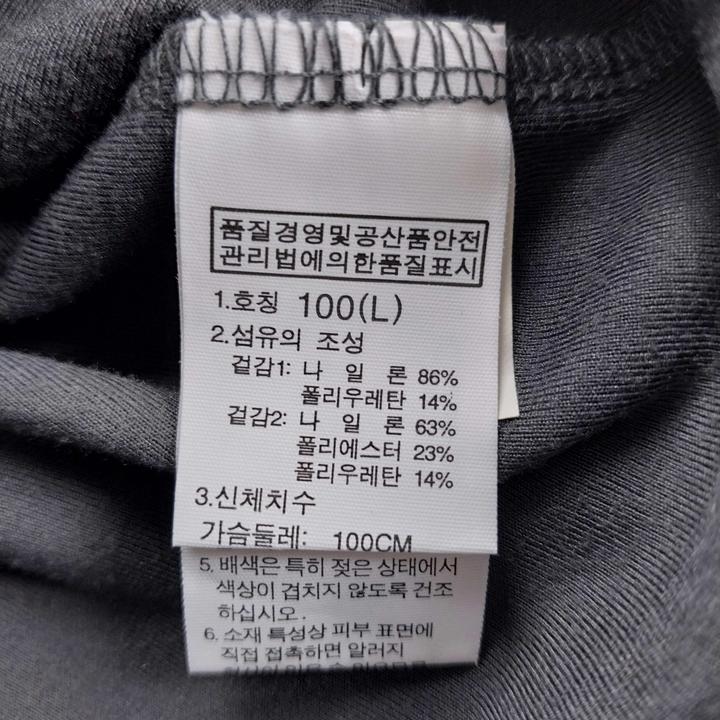 품질경영및공산품안전
관리법에의한품질표시
1.호칭 100(L)
2.섬유의 조성
겉감1: 나 일 론 86%
폴리우레탄 14%
겉감2: 나 일 론 63%
폴리에스터 23%
폴리우레탄 14%
3.신체치수
가슴둘레: 100CM
5. 배색은 특히 젖은 상태에서
색상이 겹치지 않도록 건조
하십시오.
6. 소재 특성상 피부 표면에
직접 접촉하면 알러지